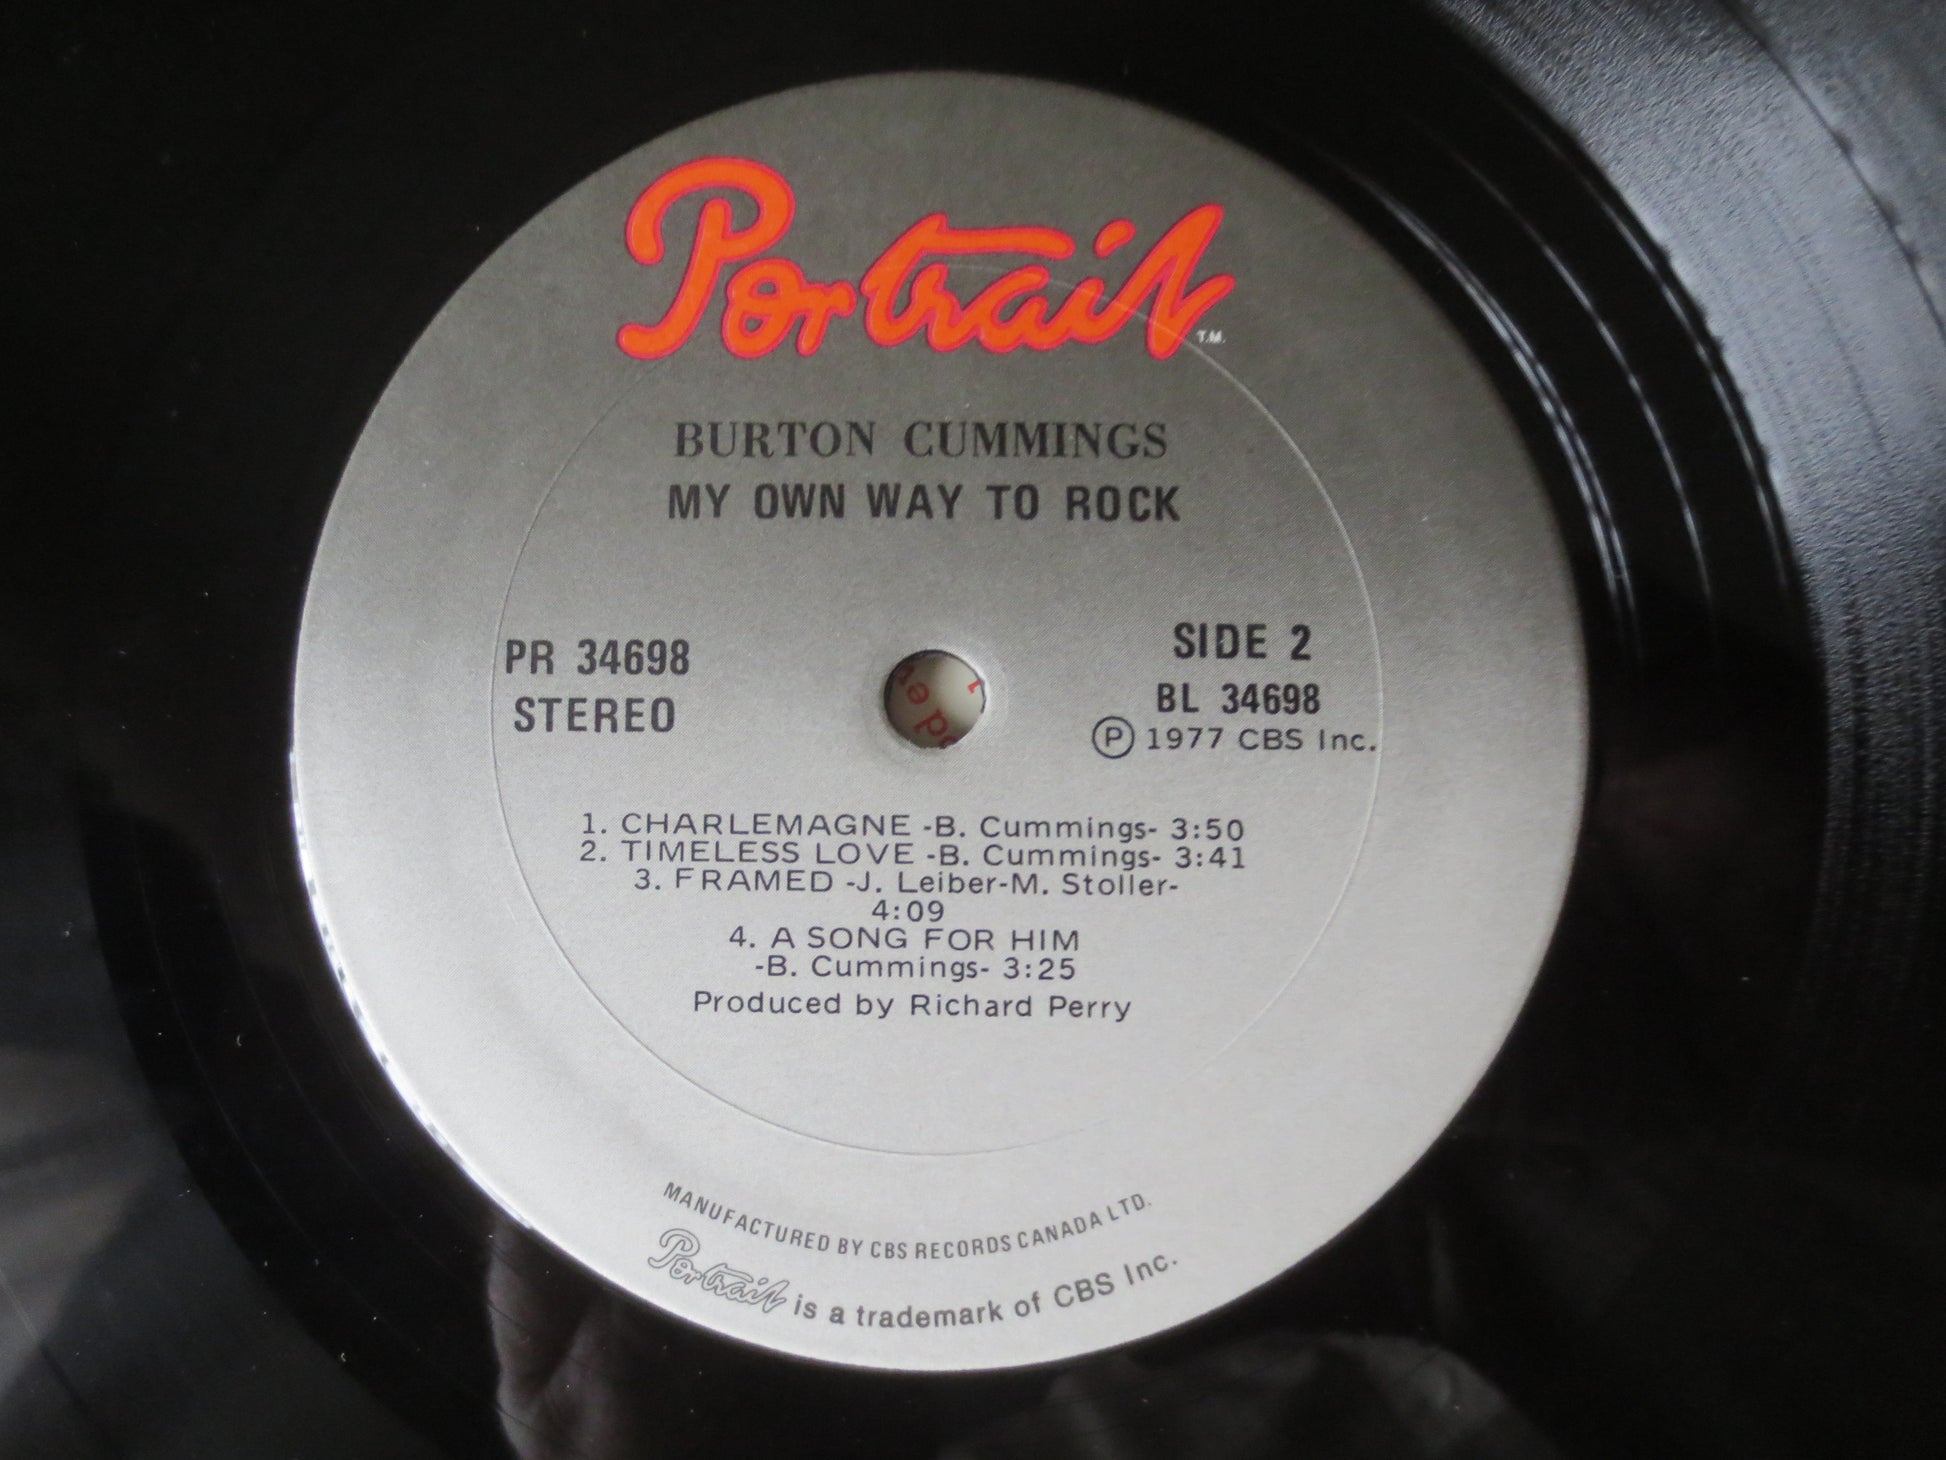 Portrait T.M.
BURTON CUMMINGS
MY OWN WAY TO ROCK
PR 34698
STEREO
SIDE 2
BL 34698
Ⓟ 1977 CBS Inc.
1. CHARLEMAGNE -B. Cummings- 3:50
2. TIMELESS LOVE -B. Cummings- 3:41
3. FRAMED -J. Leiber-M. Stoller-
4:09
4. A SONG FOR HIM
-B. Cummings- 3:25
Produced by Richard Perry
MANUFACTURED BY CBS RECORDS CANADA LTD.
Portrait is a trademark of CBS Inc.